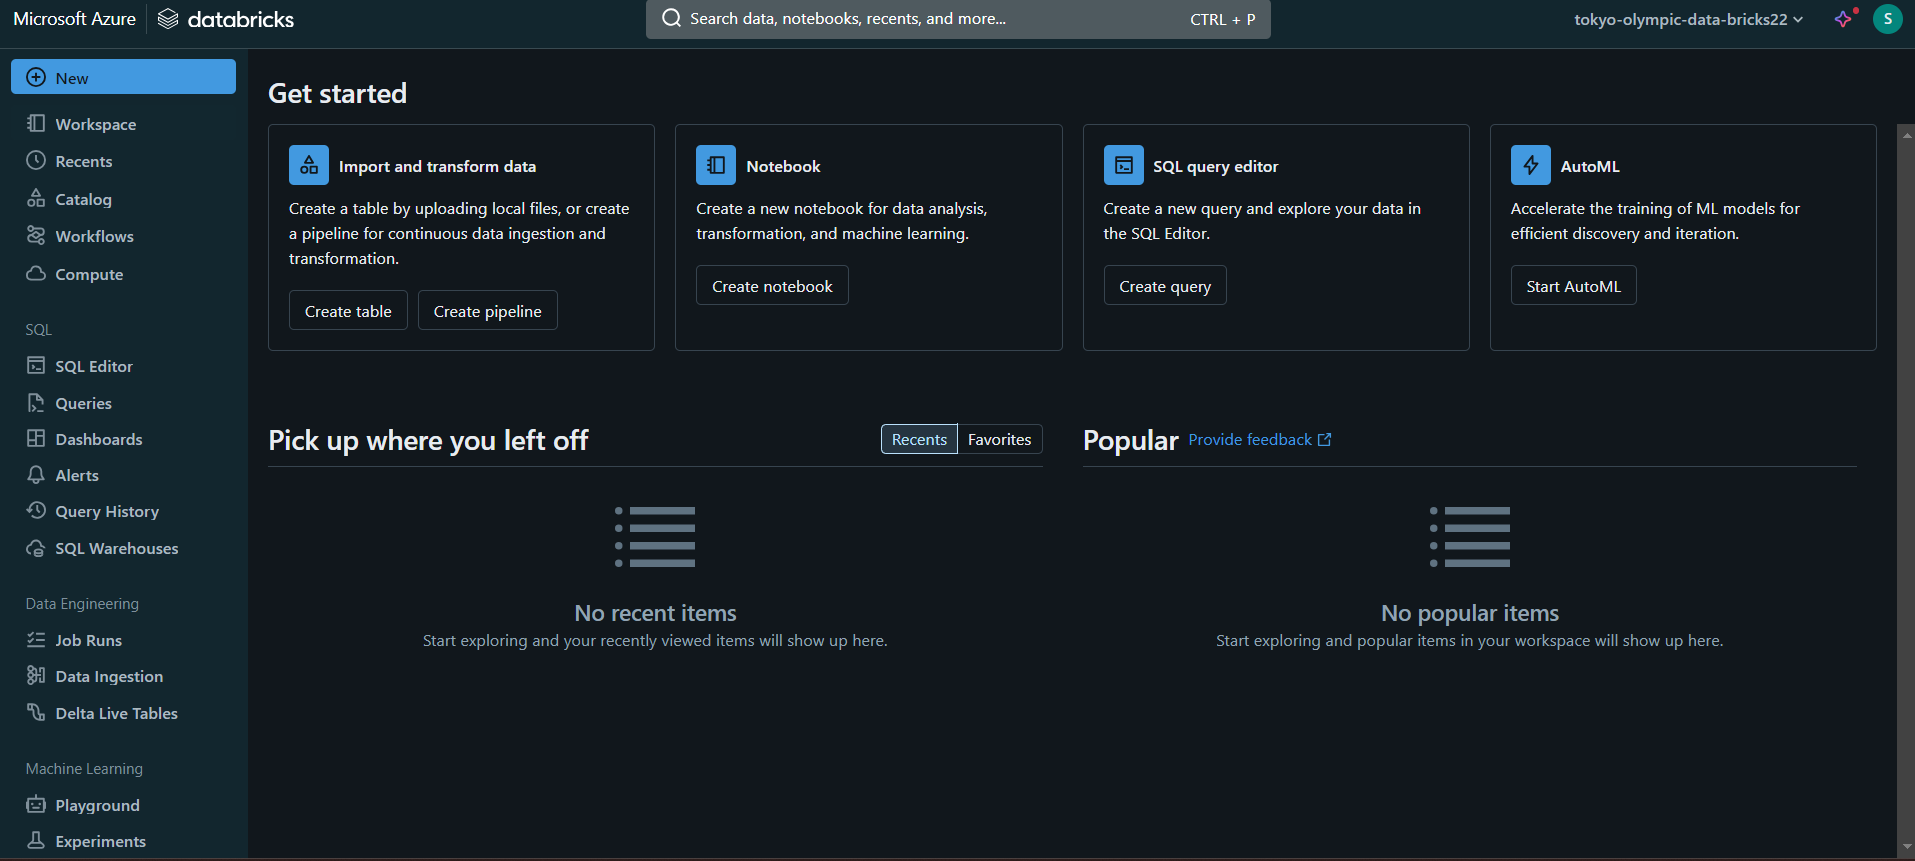 Microsoft Azure databricks
Search data, notebooks, recents, and more... CTRL + P
tokyo-olympic-data-bricks22
S
New
Workspace
Recents
Catalog
Workflows
Compute
SQL
SQL Editor
Queries
Dashboards
Alerts
Query History
SQL Warehouses
Data Engineering
Job Runs
Data Ingestion
Delta Live Tables
Machine Learning
Playground
Experiments
Get started
Import and transform data
Create a table by uploading local files, or create
a pipeline for continuous data ingestion and
transformation.
Create table Create pipeline
Notebook
Create a new notebook for data analysis,
transformation, and machine learning.
Create notebook
SQL query editor
Create a new query and explore your data in
the SQL Editor.
Create query
AutoML
Accelerate the training of ML models for
efficient discovery and iteration.
Start AutoML
Pick up where you left off
Recents Favorites
No recent items
Start exploring and your recently viewed items will show up here.
Popular Provide feedback
No popular items
Start exploring and popular items in your workspace will show up here.